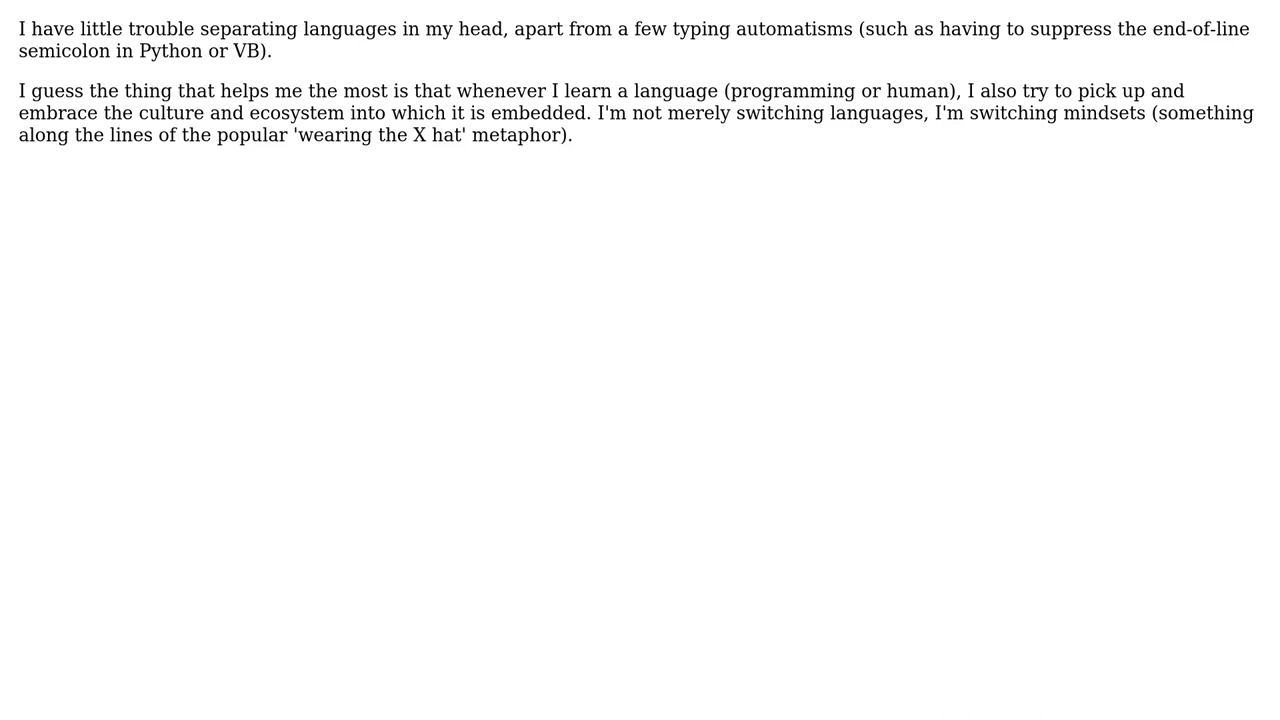 I have little trouble separating languages in my head, apart from a few typing automatisms (such as having to suppress the end-of-line
semicolon in Python or VB).
I guess the thing that helps me the most is that whenever I learn a language (programming or human), I also try to pick up and
embrace the culture and ecosystem into which it is embedded. I'm not merely switching languages, I'm switching mindsets (something
along the lines of the popular 'wearing the X hat' metaphor).